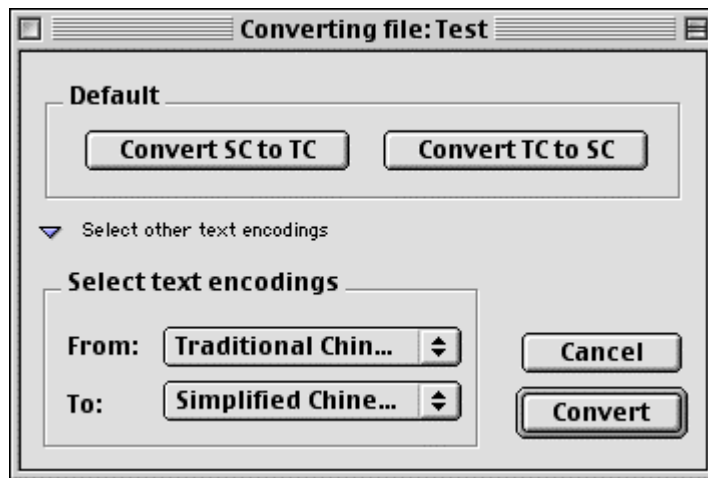 Converting file: Test
Default
Convert SC to TC
Convert TC to SC
Select other text encodings
Select text encodings
From:
Traditional Chin...
To:
Simplified Chine...
Cancel
Convert